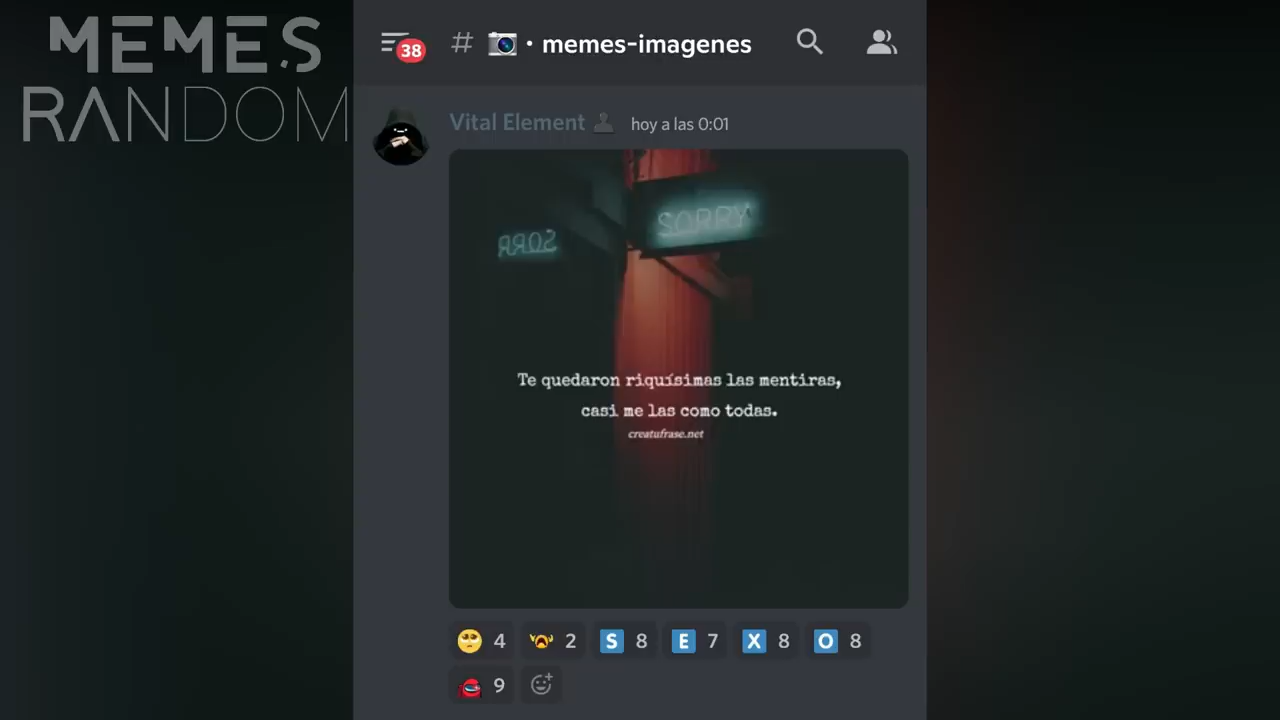 MEMES
RANDOM
38
# • memes-imagenes
Vital Element
hoy a las 0:01
SORRY
SORR
Te quedaron riquísimas las mentiras,
casi me las como todas.
creatufrase.net
4 2 S 8 E 7 X 8 O 8
9